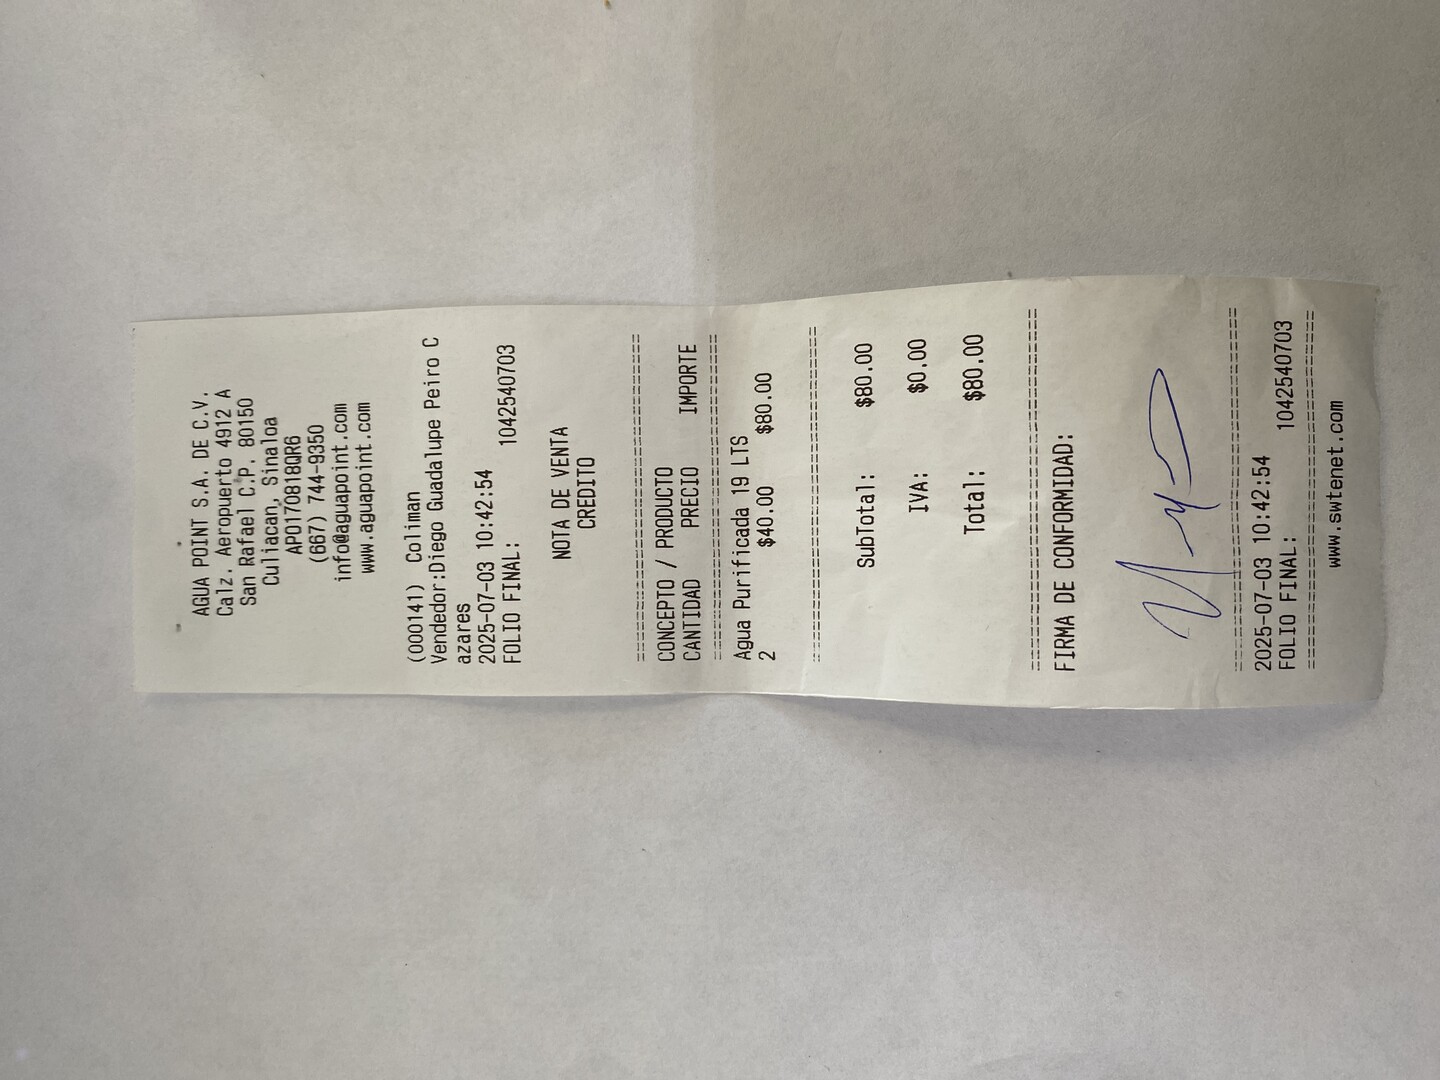 AGUA POINT S.A. DE C.V.
Calz. Aeropuerto 4912 A
San Rafael C.P. 80150
Culiacan, Sinaloa
APO170818QR6
(667) 744-9350
info@aguapoint.com
www.aguapoint.com
(000141) Coliman
Vendedor:Diego Guadalupe Peiro C
azares
2025-07-03 10:42:54
FOLIO FINAL: 1042540703
NOTA DE VENTA
CREDITO
================================
CONCEPTO / PRODUCTO
CANTIDAD PRECIO IMPORTE
================================
Agua Purificada 19 LTS
2 $40.00 $80.00
================================
SubTotal: $80.00
IVA: $0.00
Total: $80.00
================================
FIRMA DE CONFORMIDAD:
================================
2025-07-03 10:42:54
FOLIO FINAL: 1042540703
================================
www.swtenet.com